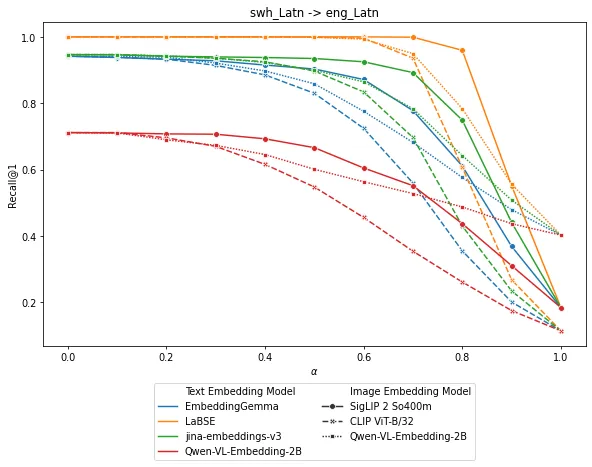 swh_Latn -> eng_Latn
Recall@1
1.0
0.8
0.6
0.4
0.2
0.0 0.2 0.4 0.6 0.8 1.0
α
Text Embedding Model
EmbeddingGemma
LaBSE
jina-embeddings-v3
Qwen-VL-Embedding-2B
Image Embedding Model
SigLIP 2 So400m
CLIP ViT-B/32
Qwen-VL-Embedding-2B